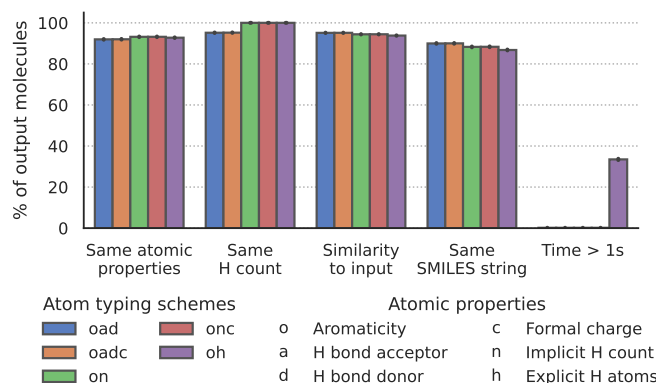 % of output molecules
100
80
60
40
20
0
Same atomic
properties
Same
H count
Similarity
to input
Same
SMILES string
Time > 1s
Atom typing schemes
oad
oadc
on
onc
oh
Atomic properties
o Aromaticity
a H bond acceptor
d H bond donor
c Formal charge
n Implicit H count
h Explicit H atoms